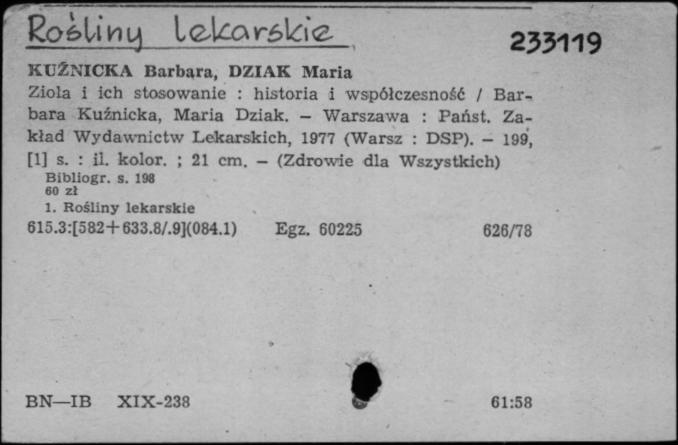 Rośliny lekarskie
233119
KUŹNICKA Barbara, DZIAK Maria
Zioła i ich stosowanie : historia i współczesność / Bar-
bara Kuźnicka, Maria Dziak. — Warszawa : Państ. Za-
kład Wydawnictw Lekarskich, 1977 (Warsz : DSP). — 199,
[1] s. : il. kolor. ; 21 cm. — (Zdrowie dla Wszystkich)
Bibliogr. s. 198
60 zł
1. Rośliny lekarskie
615.3:[582+633.8/.9](084.1) Egz. 60225 626/78
BN—IB XIX-238 61:58